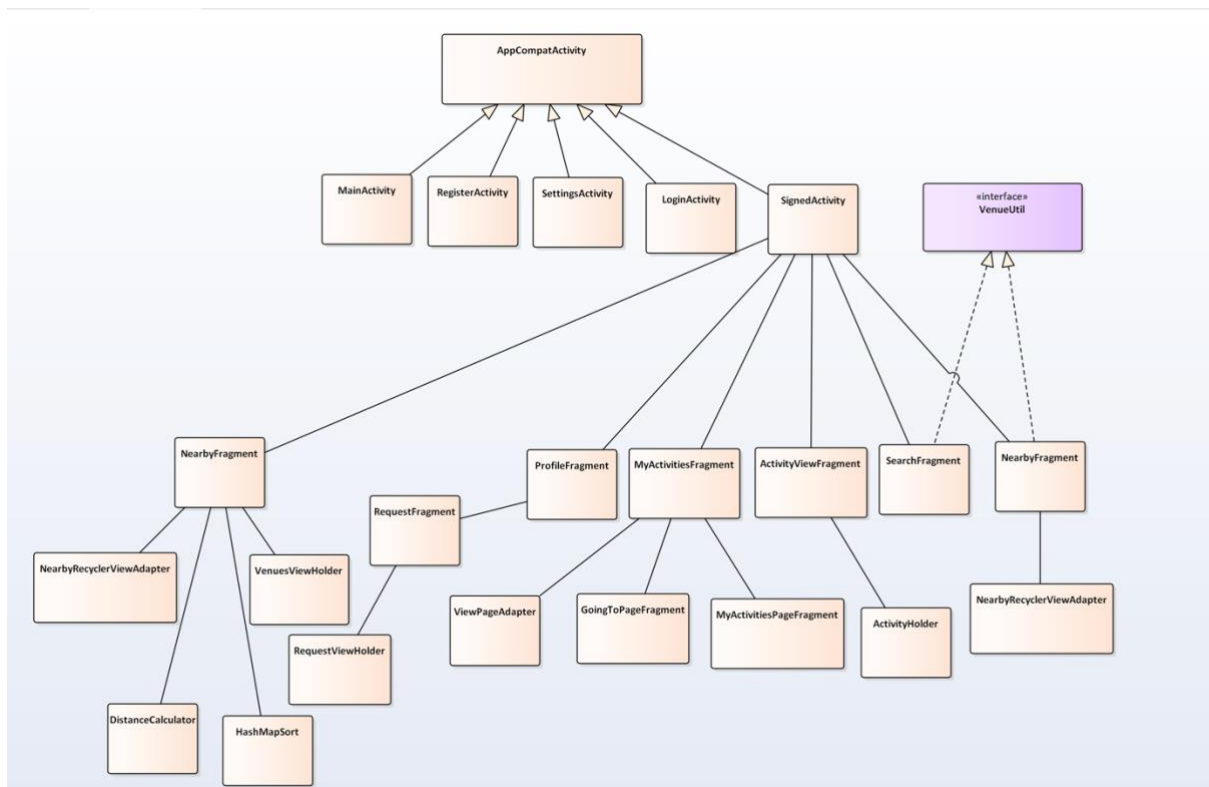 AppCompatActivity
MainActivity
RegisterActivity
SettingsActivity
LoginActivity
SignedActivity
«interface»
VenueUtil
NearbyFragment
ProfileFragment
MyActivitiesFragment
ActivityViewFragment
SearchFragment
NearbyFragment
RequestFragment
NearbyRecyclerViewAdapter
VenuesViewHolder
ViewPageAdapter
GoingToPageFragment
MyActivitiesPageFragment
ActivityHolder
NearbyRecyclerViewAdapter
RequestViewHolder
DistanceCalculator
HashMapSort